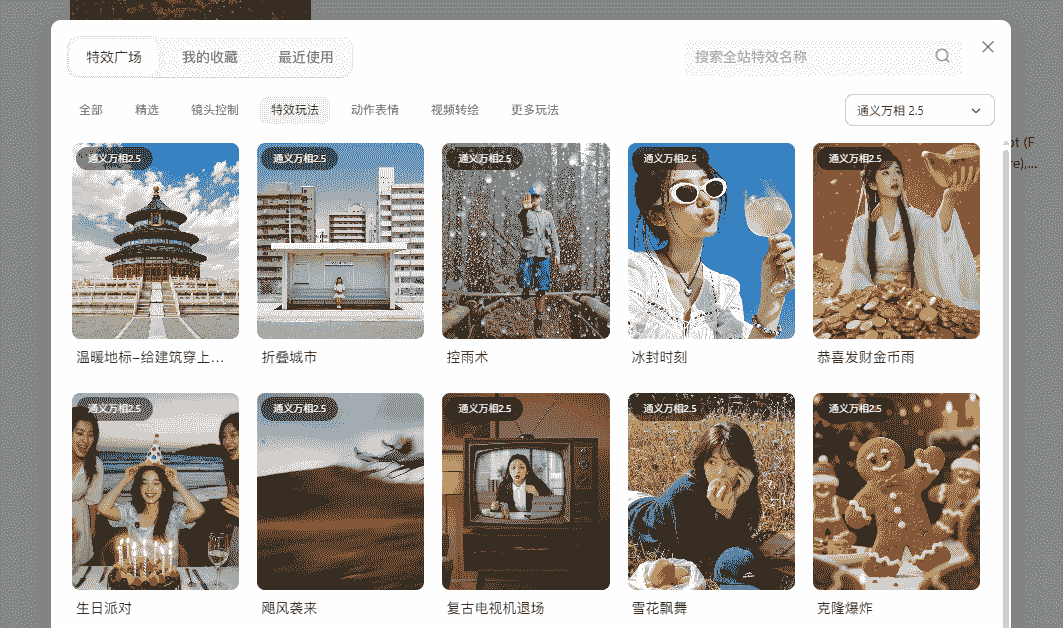 特效广场 我的收藏 最近使用 搜索全站特效名称
全部 精选 镜头控制 特效玩法 动作表情 视频转绘 更多玩法 通义万相 2.5
pt (F
re),...
通义万相2.5 通义万相2.5 通义万相2.5 通义万相2.5 通义万相2.5
温暖地标–给建筑穿上... 折叠城市 控雨术 冰封时刻 恭喜发财金币雨
通义万相2.5 通义万相2.5 通义万相2.5 通义万相2.5 通义万相2.5
生日派对 飓风袭来 复古电视机退场 雪花飘舞 克隆爆炸